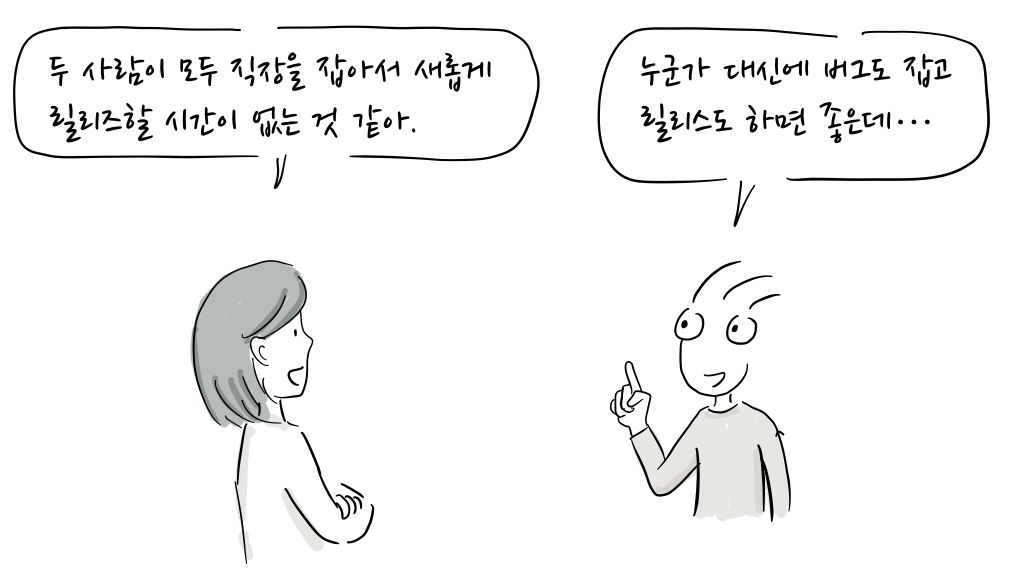 두 사람이 모두 직장을 잡아서 새롭게
릴리즈할 시간이 없는 것 같아.
누군가 대신에 버그도 잡고
릴리스도 하면 좋은데...